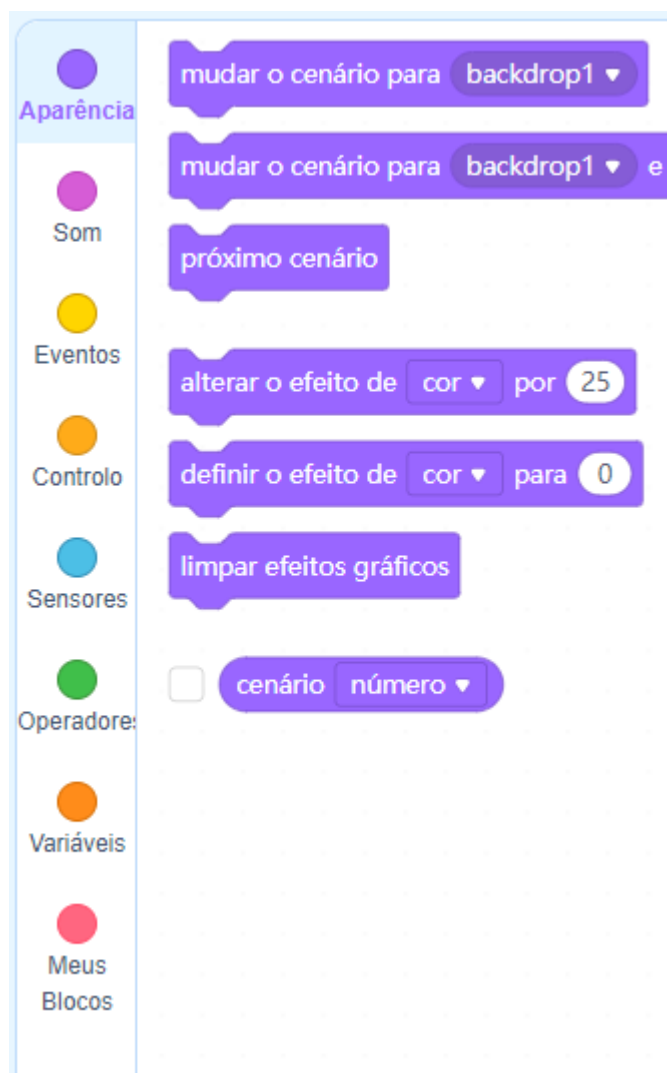 Aparência
Som
Eventos
Controlo
Sensores
Operadores
Variáveis
Meus
Blocos
mudar o cenário para backdrop1
mudar o cenário para backdrop1 e
próximo cenário
alterar o efeito de cor por 25
definir o efeito de cor para 0
limpar efeitos gráficos
cenário número